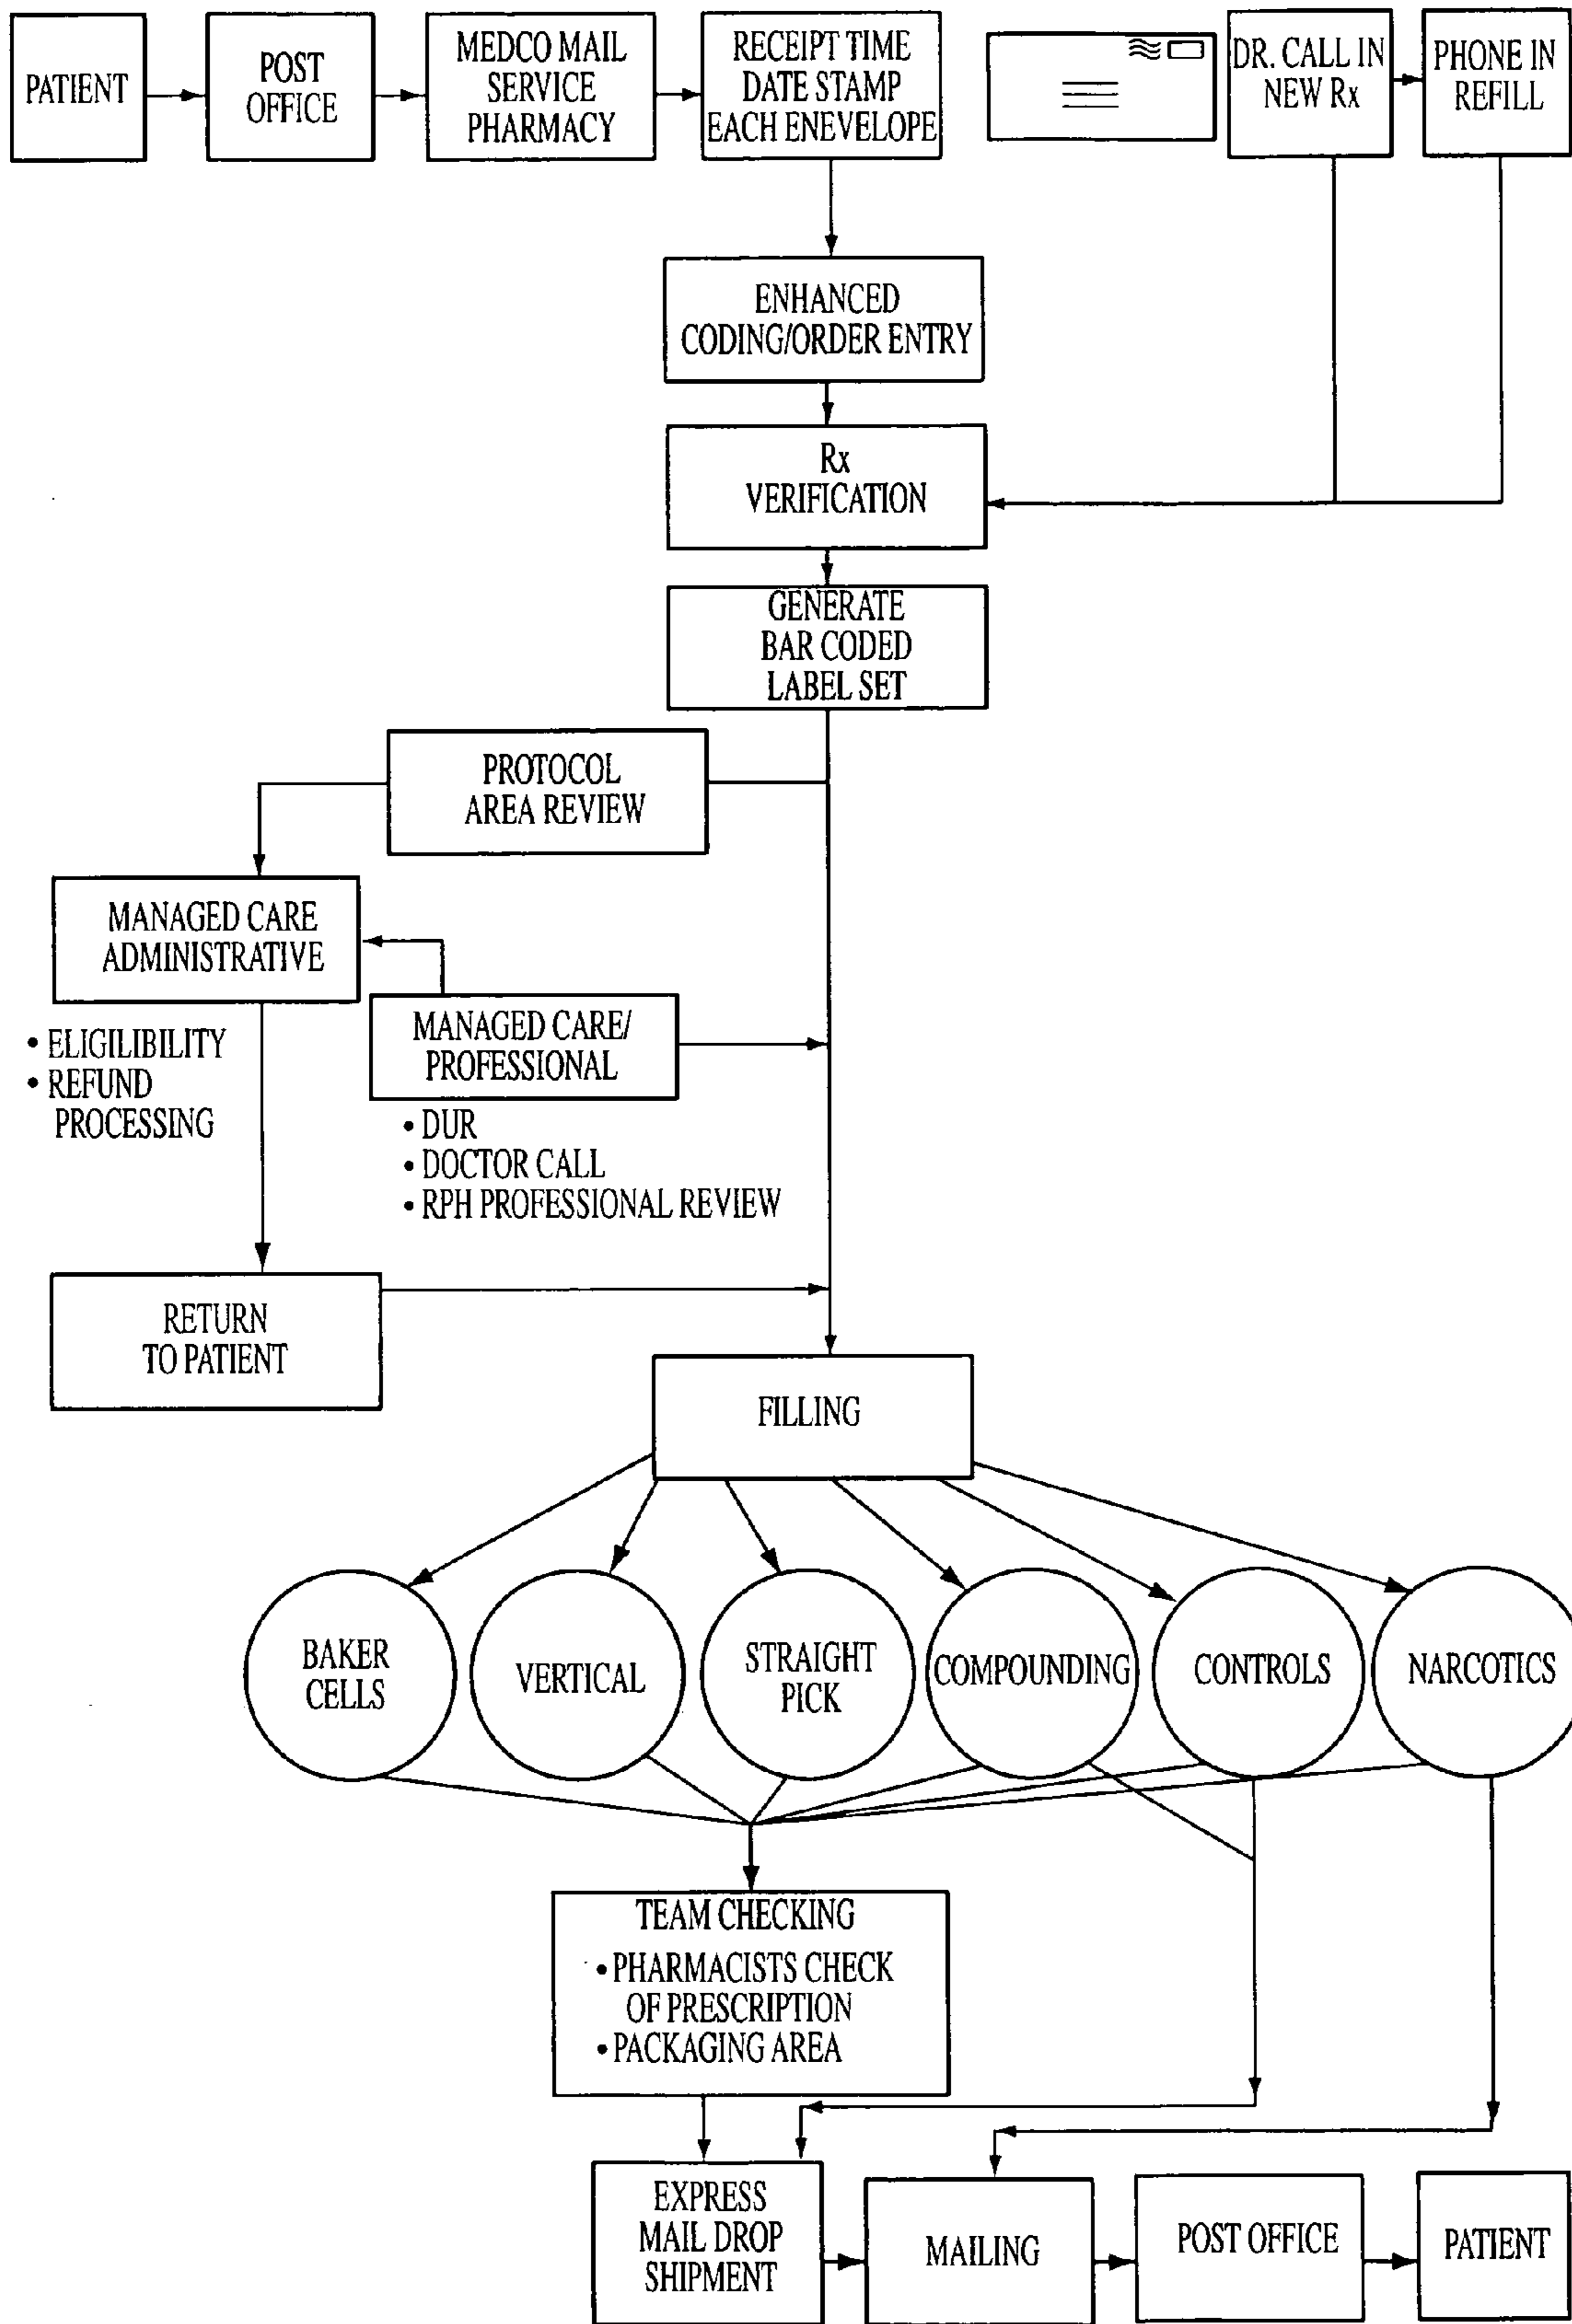 PATIENT
POST
OFFICE
MEDCO MAIL
SERVICE
PHARMACY
RECEIPT TIME
DATE STAMP
EACH ENEVELOPE
DR. CALL IN
NEW Rx
PHONE IN
REFILL
ENHANCED
CODING/ORDER ENTRY
Rx
VERIFICATION
GENERATE
BAR CODED
LABEL SET
PROTOCOL
AREA REVIEW
MANAGED CARE
ADMINISTRATIVE
• ELIGILIBILITY
• REFUND
PROCESSING
MANAGED CARE/
PROFESSIONAL
• DUR
• DOCTOR CALL
• RPH PROFESSIONAL REVIEW
RETURN
TO PATIENT
FILLING
BAKER
CELLS
VERTICAL
STRAIGHT
PICK
COMPOUNDING
CONTROLS
NARCOTICS
TEAM CHECKING
• PHARMACISTS CHECK
OF PRESCRIPTION
• PACKAGING AREA
EXPRESS
MAIL DROP
SHIPMENT
MAILING
POST OFFICE
PATIENT